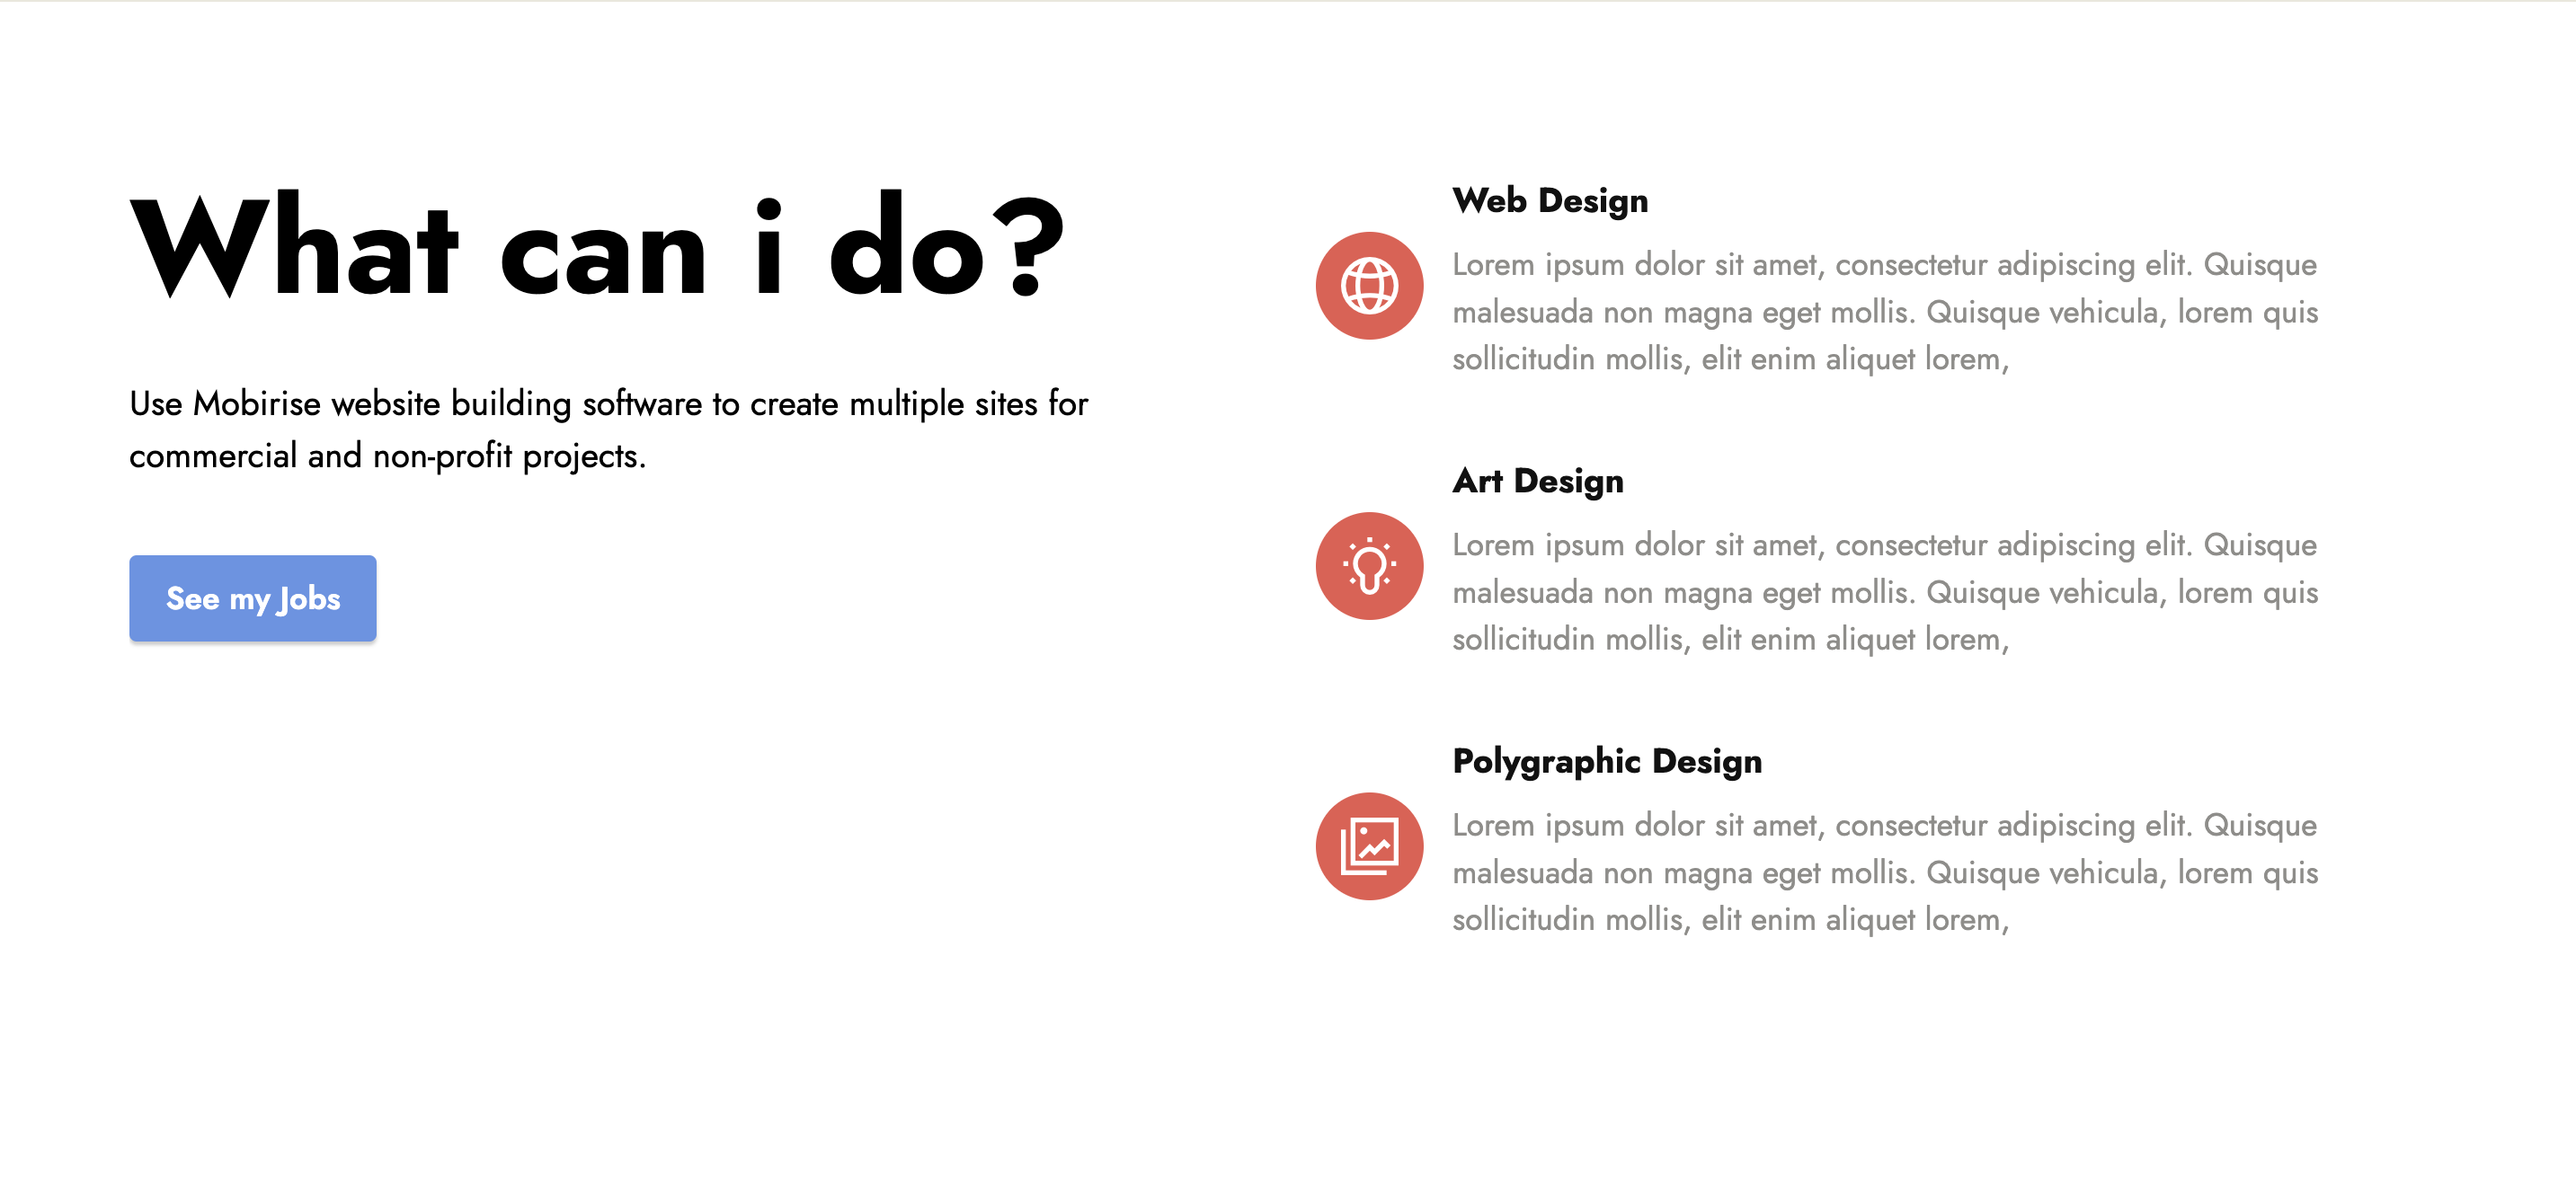 What can i do?
Use Mobirise website building software to create multiple sites for
commercial and non-profit projects.
See my Jobs
Web Design
Lorem ipsum dolor sit amet, consectetur adipiscing elit. Quisque
malesuada non magna eget mollis. Quisque vehicula, lorem quis
sollicitudin mollis, elit enim aliquet lorem,
Art Design
Lorem ipsum dolor sit amet, consectetur adipiscing elit. Quisque
malesuada non magna eget mollis. Quisque vehicula, lorem quis
sollicitudin mollis, elit enim aliquet lorem,
Polygraphic Design
Lorem ipsum dolor sit amet, consectetur adipiscing elit. Quisque
malesuada non magna eget mollis. Quisque vehicula, lorem quis
sollicitudin mollis, elit enim aliquet lorem,